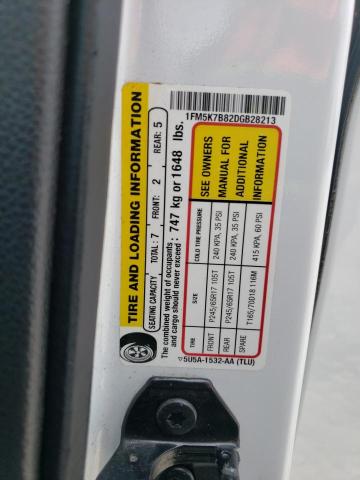 1FM5K7B82DGB28213
TIRE AND LOADING INFORMATION
SEATING CAPACITY TOTAL: 7 FRONT: 2 REAR: 5
The combined weight of occupants
and cargo should never exceed : 747 kg or 1648 lbs.
TIRE SIZE COLD TIRE PRESSURE
FRONT P245/65R17 105T 240 KPA, 35 PSI
REAR P245/65R17 105T 240 KPA, 35 PSI
SPARE T165/70D18 116M 415 KPA, 60 PSI
SEE OWNERS
MANUAL FOR
ADDITIONAL
INFORMATION
5U5A-1532-AA (TLU)